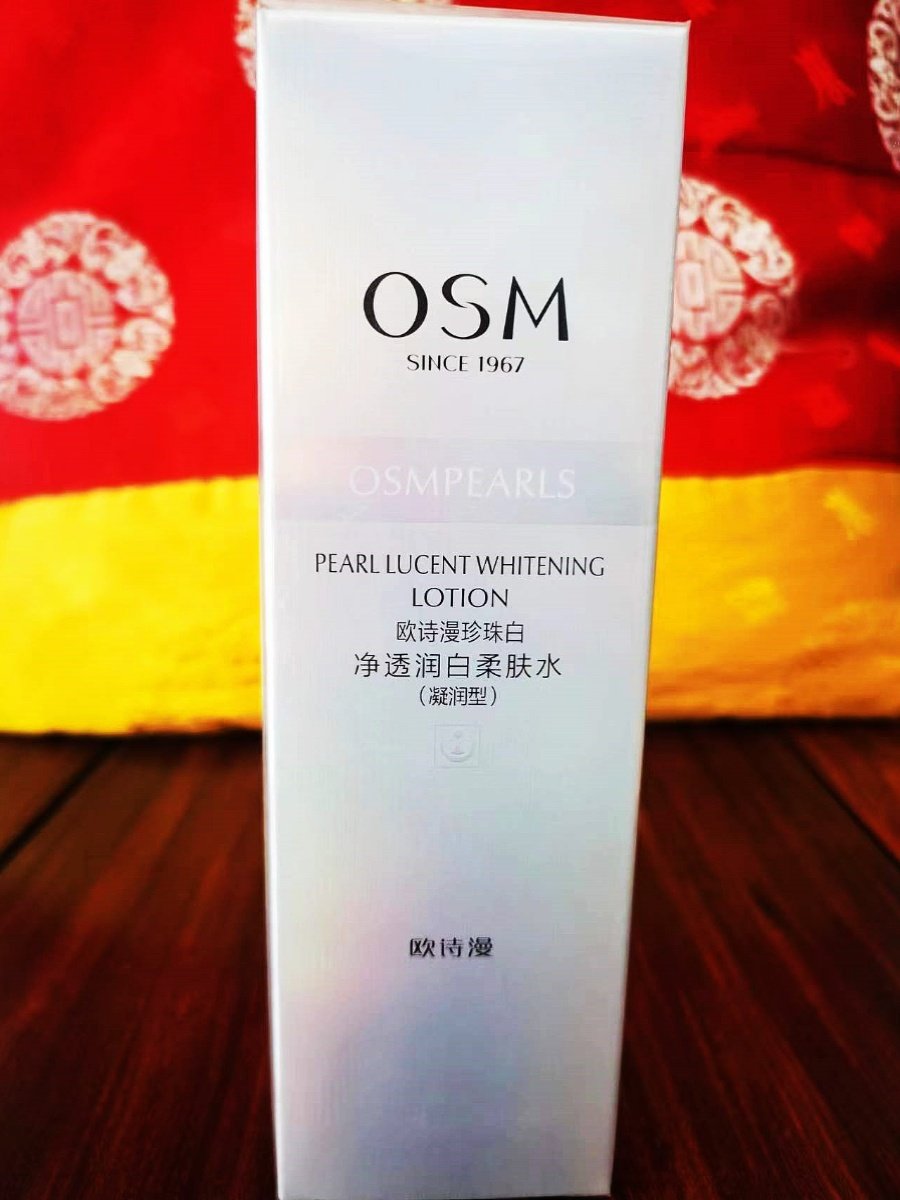 OSM
SINCE 1967
OSMPEARLS
PEARL LUCENT WHITENING
LOTION
欧诗漫珍珠白
净透润白柔肤水
（凝润型）
欧诗漫